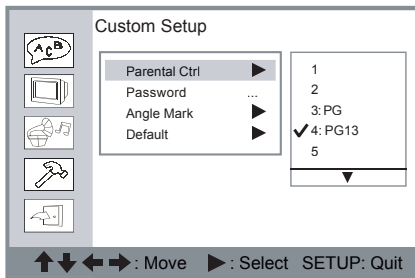 Custom Setup
ACB
Parental Ctrl ▶
Password ...
Angle Mark ▶
Default ▶
1
2
3: PG
✓ 4: PG13
5
▼
↑↓←→: Move ▶: Select SETUP: Quit